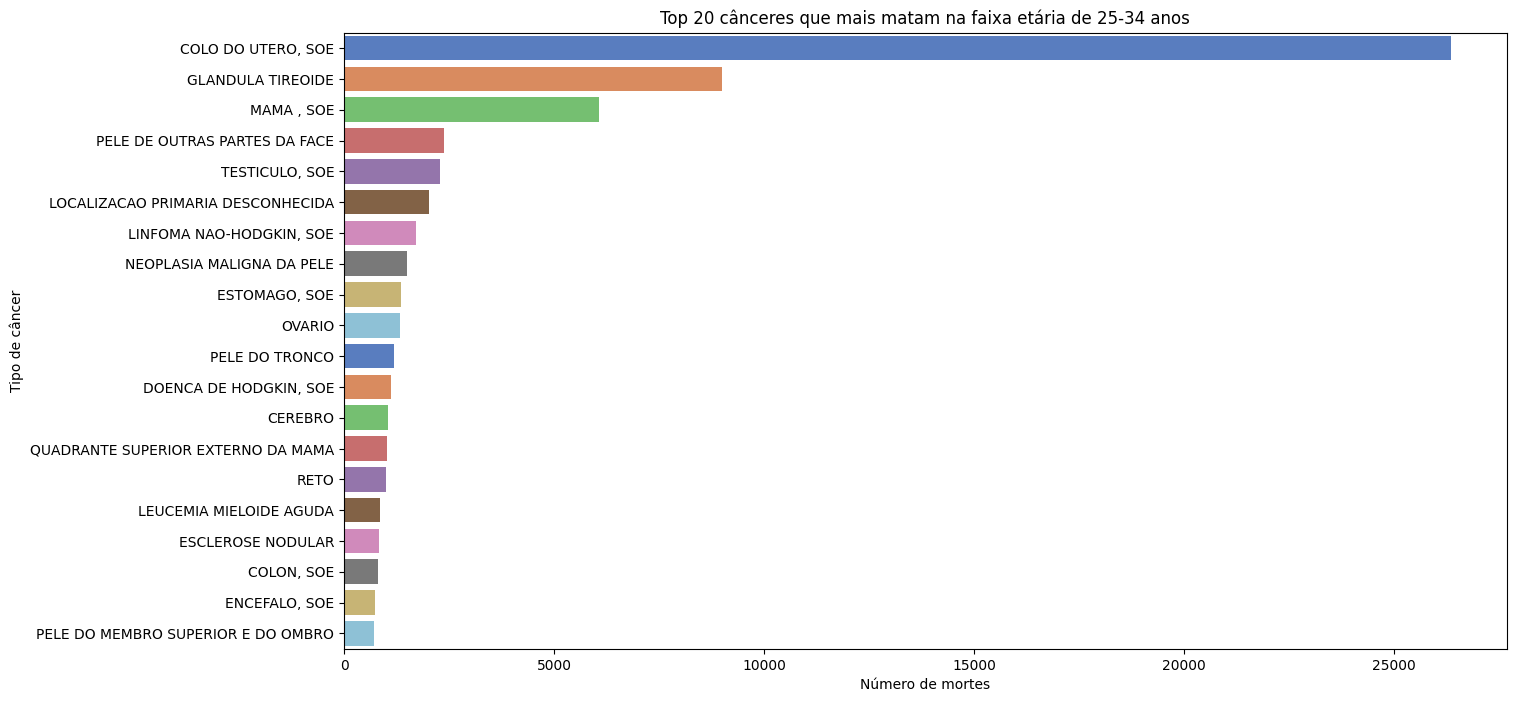 Top 20 cânceres que mais matam na faixa etária de 25-34 anos
Tipo de câncer
COLO DO UTERO, SOE
GLANDULA TIREOIDE
MAMA , SOE
PELE DE OUTRAS PARTES DA FACE
TESTICULO, SOE
LOCALIZACAO PRIMARIA DESCONHECIDA
LINFOMA NAO-HODGKIN, SOE
NEOPLASIA MALIGNA DA PELE
ESTOMAGO, SOE
OVARIO
PELE DO TRONCO
DOENCA DE HODGKIN, SOE
CEREBRO
QUADRANTE SUPERIOR EXTERNO DA MAMA
RETO
LEUCEMIA MIELOIDE AGUDA
ESCLEROSE NODULAR
COLON, SOE
ENCEFALO, SOE
PELE DO MEMBRO SUPERIOR E DO OMBRO
0 5000 10000 15000 20000 25000
Número de mortes